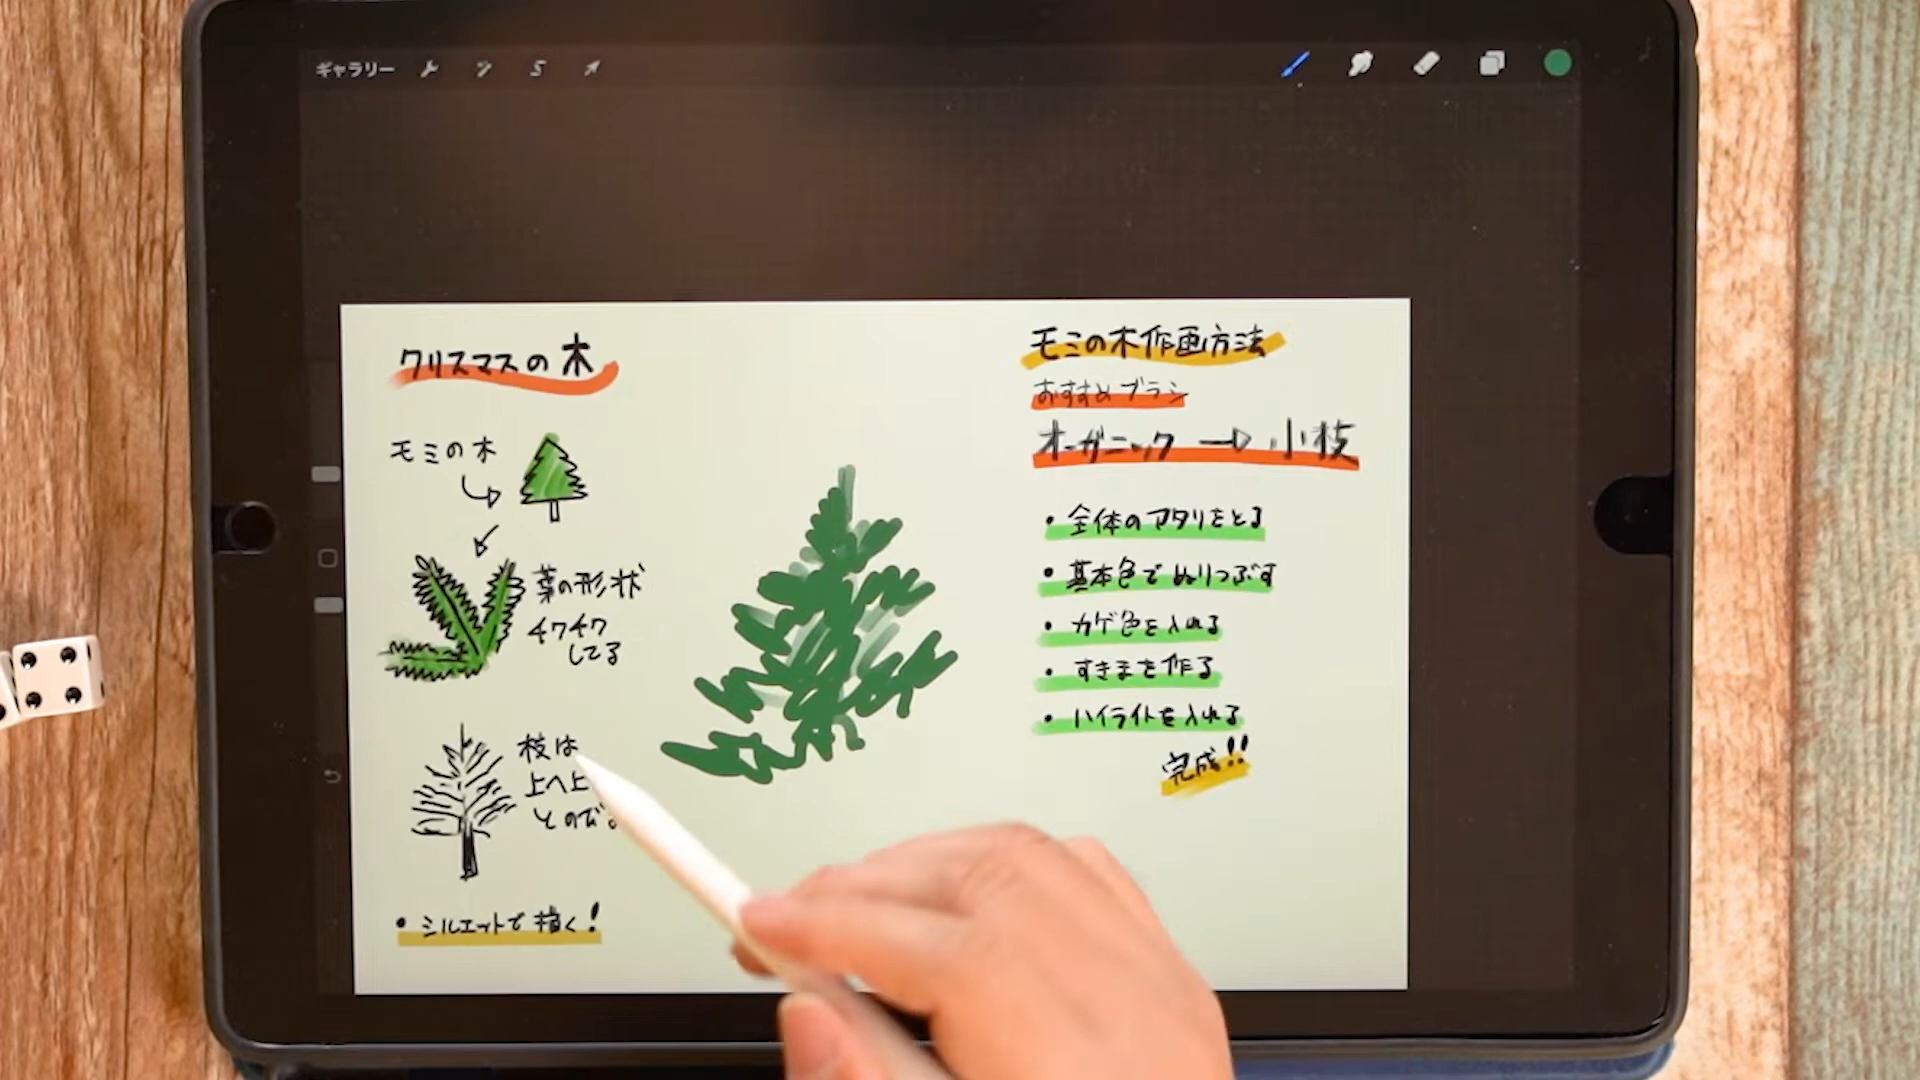 ギャラリー
クリスマスの木
モミの木
葉の形状
チクチク
してる
枝は
上へ上
とのびる
・シルエットで描く!
モミの木作画方法
おすすめブラシ
オーガニック→小枝
・全体のアタリをとる
・基本色でぬりつぶす
・カゲ色を入れる
・すきまを作る
・ハイライトを入れる
完成!!